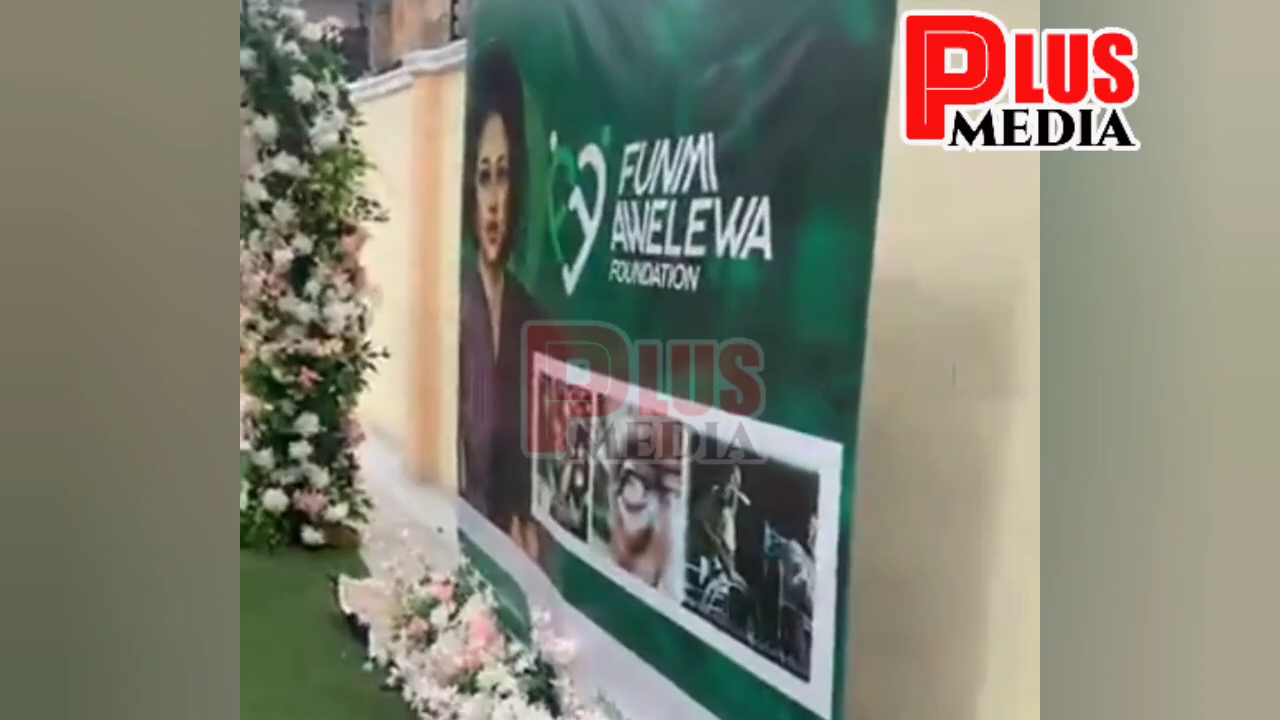 PLUS
MEDIA
FUNMI
AWELEWA
FOUNDATION
PLUS
MEDIA